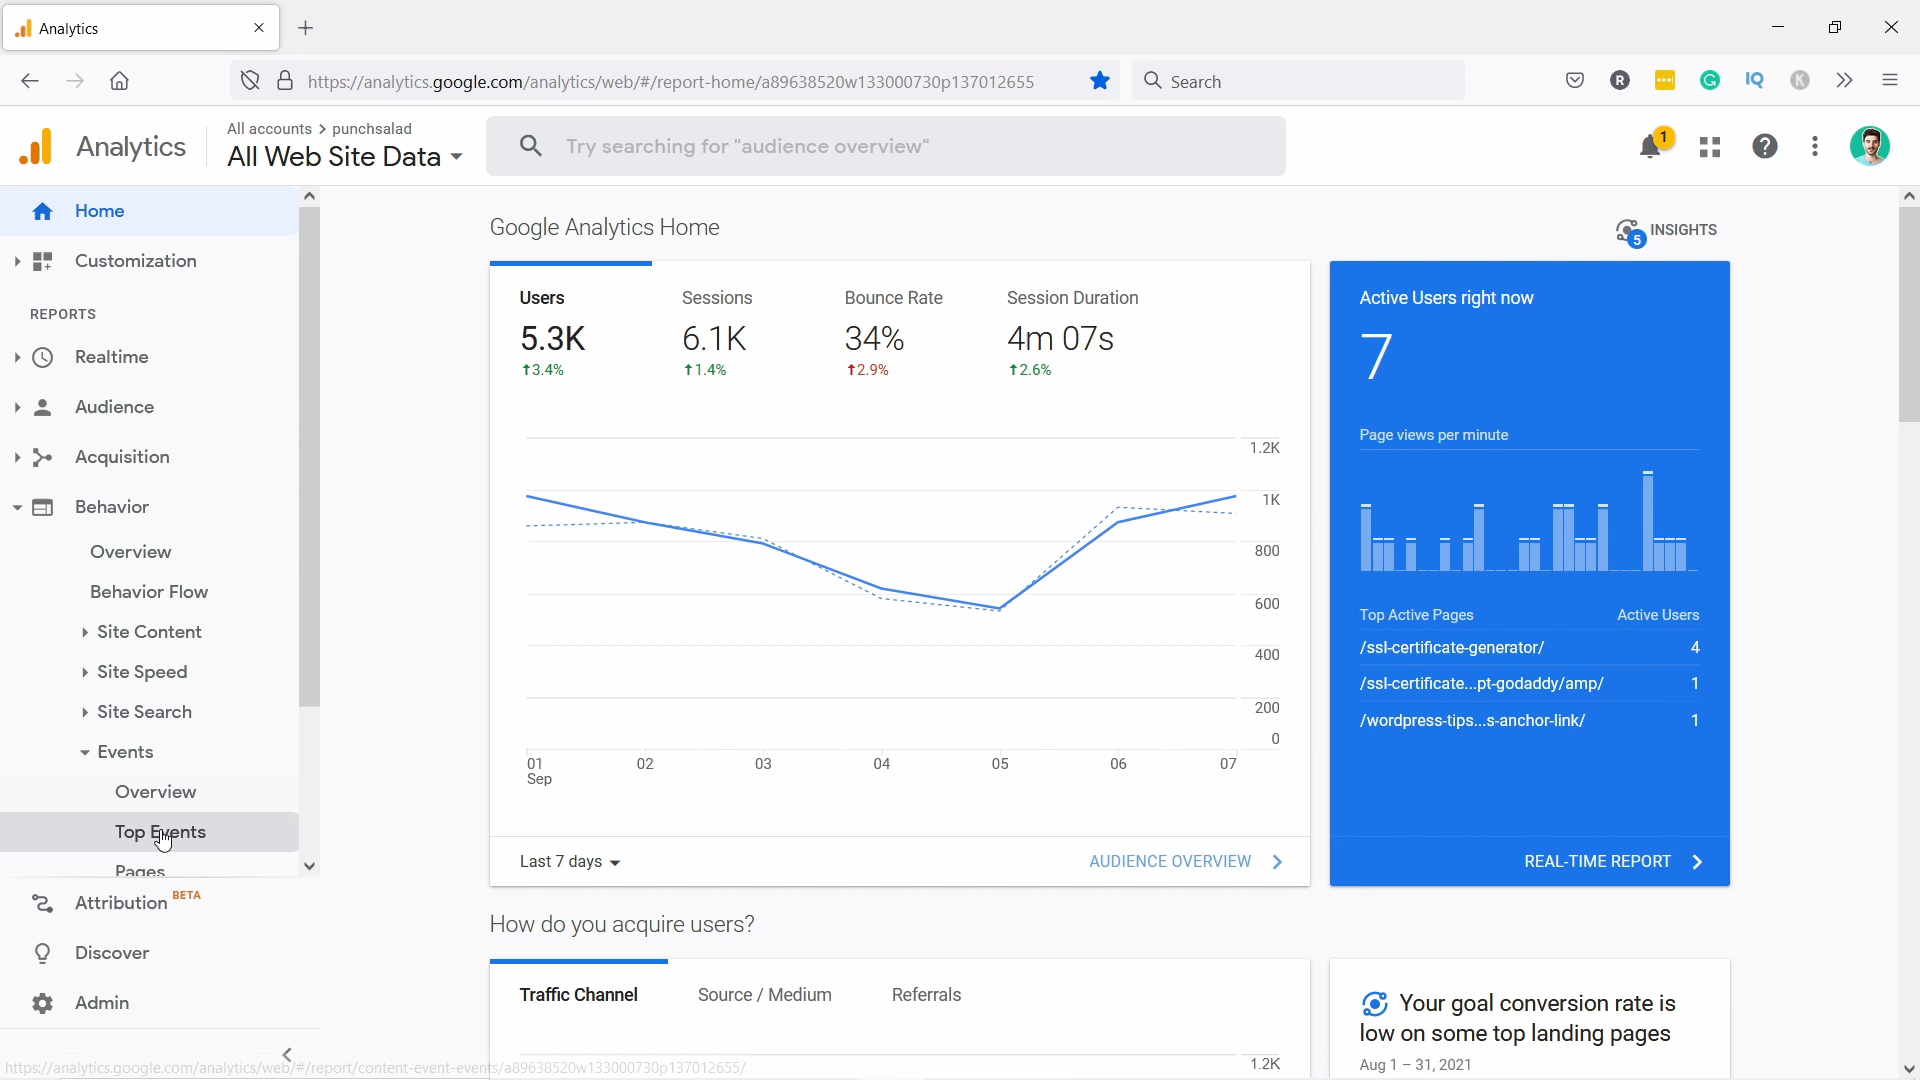 Analytics
https://analytics.google.com/analytics/web/#/report-home/a89638520w133000730p137012655
Search
R
IQ
K
Analytics
All accounts > punchsalad
All Web Site Data
Try searching for "audience overview"
1
Home
Customization
REPORTS
Realtime
Audience
Acquisition
Behavior
Overview
Behavior Flow
Site Content
Site Speed
Site Search
Events
Overview
Top Events
Pages
Attribution BETA
Discover
Admin
https://analytics.google.com/analytics/web/#/report/content-event-events/a89638520w133000730p137012655/
Google Analytics Home
5
INSIGHTS
Users
5.3K
3.4%
Sessions
6.1K
1.4%
Bounce Rate
34%
2.9%
Session Duration
4m 07s
2.6%
1.2K
1K
800
600
400
200
0
01 02 03 04 05 06 07
Sep
Last 7 days
AUDIENCE OVERVIEW
Active Users right now
7
Page views per minute
Top Active Pages Active Users
/ssl-certificate-generator/ 4
/ssl-certificate...pt-godaddy/amp/ 1
/wordpress-tips...s-anchor-link/ 1
REAL-TIME REPORT
How do you acquire users?
Traffic Channel Source / Medium Referrals
1.2K
Your goal conversion rate is
low on some top landing pages
Aug 1 – 31, 2021